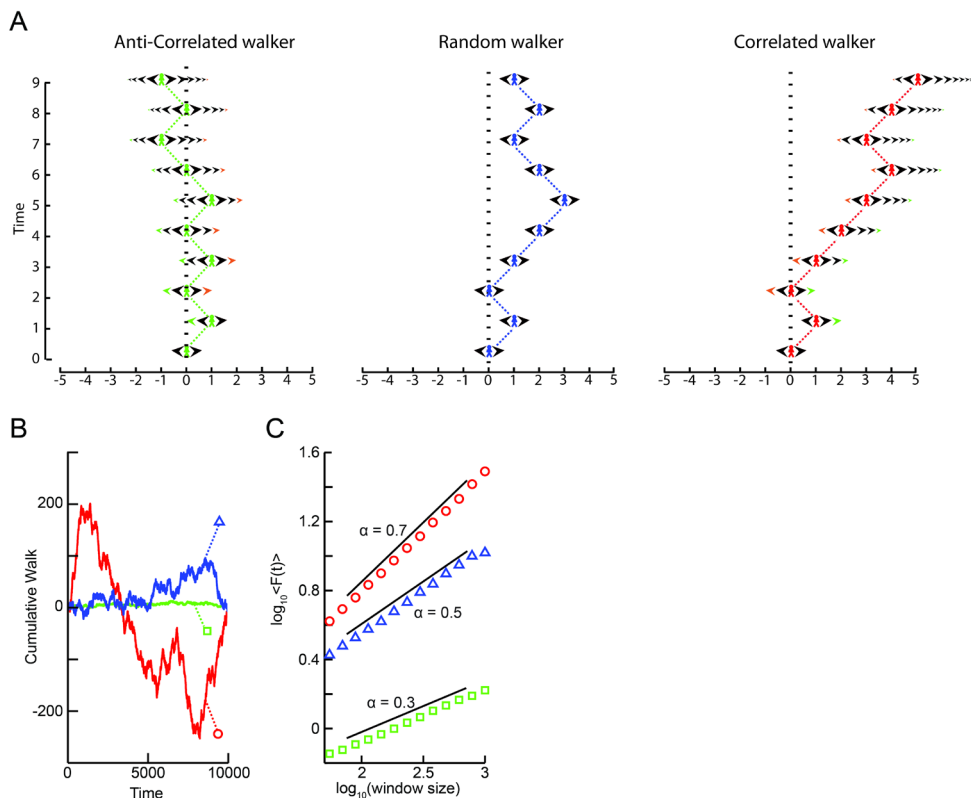 A
Anti-Correlated walker
Random walker
Correlated walker
Time
9
8
7
6
5
4
3
2
1
0
-5 -4 -3 -2 -1 0 1 2 3 4 5
-5 -4 -3 -2 -1 0 1 2 3 4 5
-5 -4 -3 -2 -1 0 1 2 3 4 5
B
Cumulative Walk
200
0
-200
0 5000 10000
Time
C
log10 <F(t)>
1.6
1.2
0.8
0.4
0
α = 0.7
α = 0.5
α = 0.3
2 2.5 3
log10(window size)